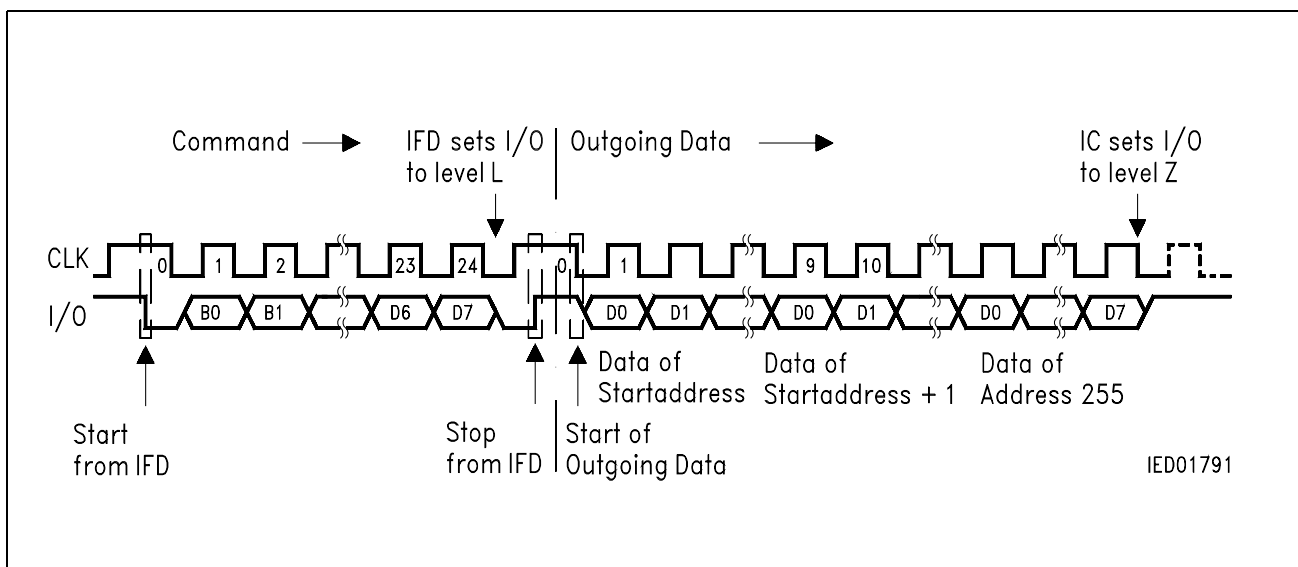 Command
IFD sets I/O
to level L
Outgoing Data
IC sets I/O
to level Z
CLK
0 1 2 23 24 0 1 9 10
I/O
B0 B1 D6 D7 D0 D1 D0 D1 D0 D7
Data of
Startaddress
Data of
Startaddress + 1
Data of
Address 255
Start
from IFD
Stop
from IFD
Start of
Outgoing Data
IED01791